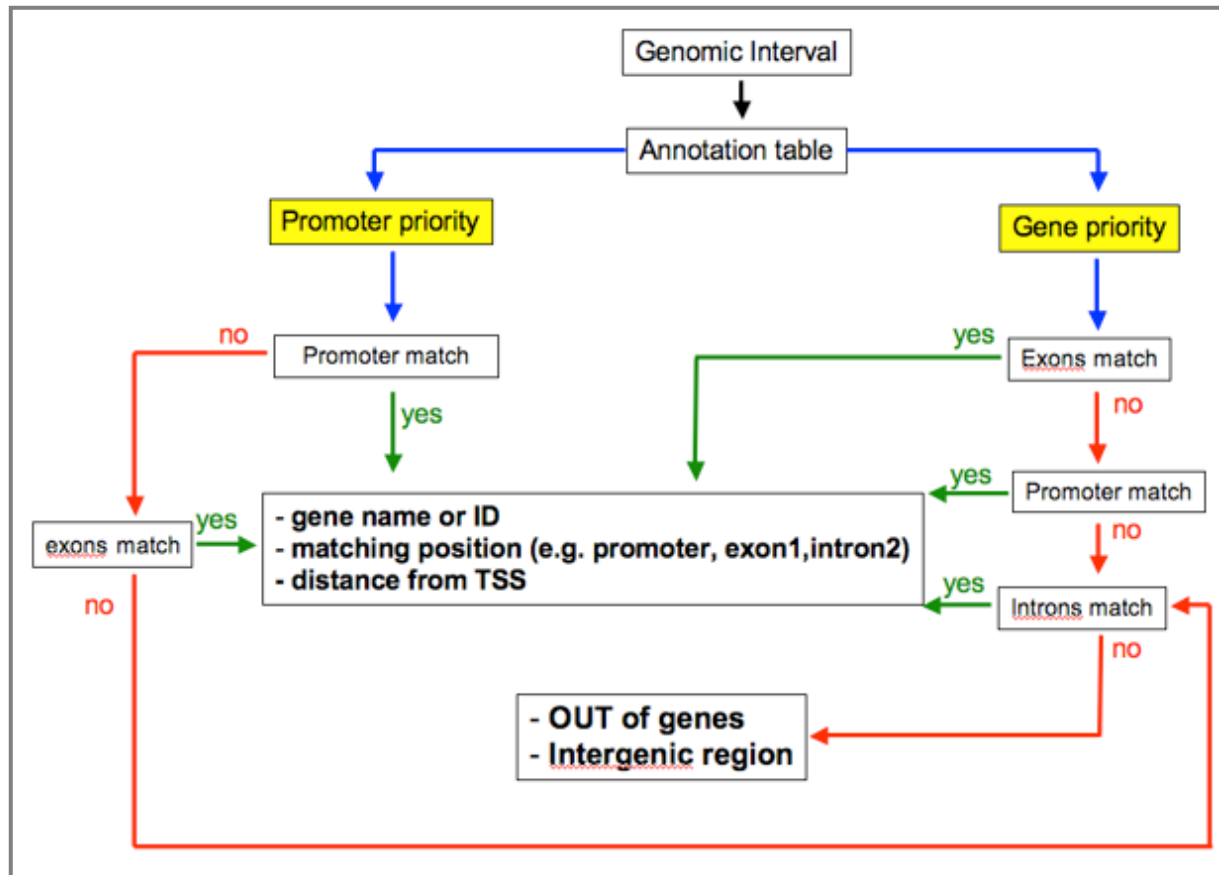 Genomic Interval
Annotation table
Promoter priority
Gene priority
no
Promoter match
yes
yes
Exons match
no
yes
Promoter match
no
exons match
yes
- gene name or ID
- matching position (e.g. promoter, exon1,intron2)
- distance from TSS
yes
Introns match
no
no
- OUT of genes
- Intergenic region